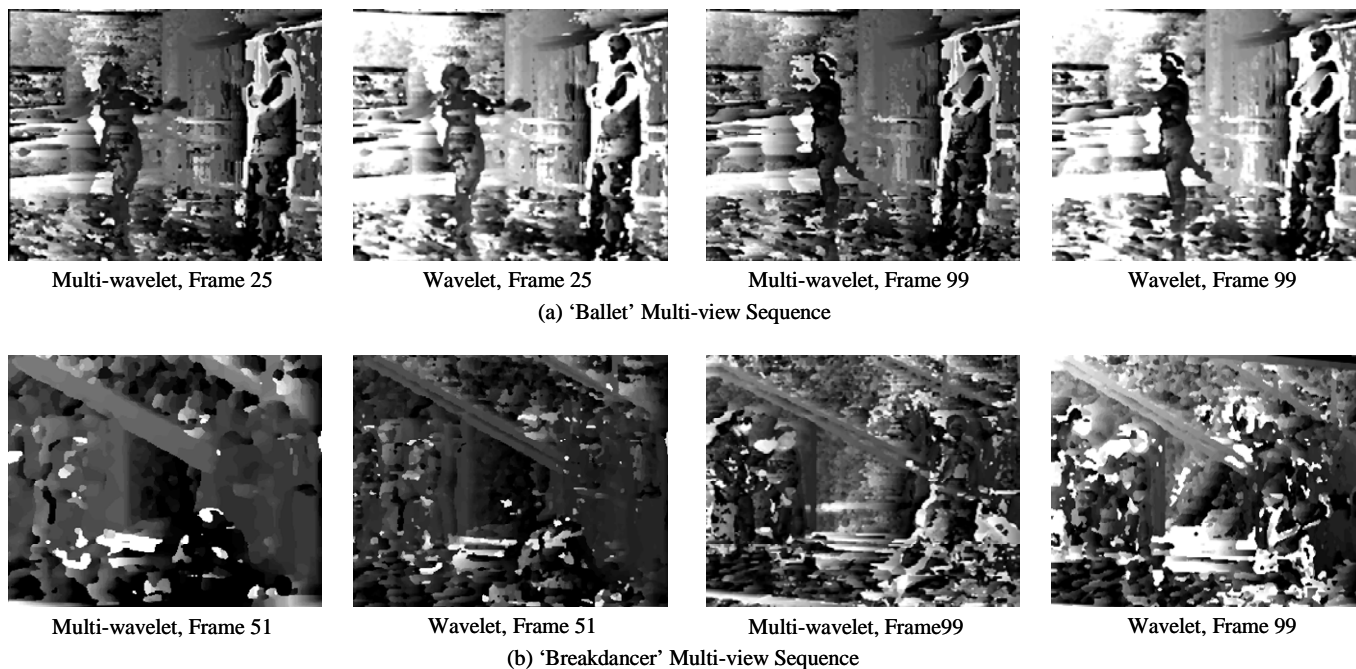 Multi-wavelet, Frame 25
Wavelet, Frame 25
Multi-wavelet, Frame 99
Wavelet, Frame 99
(a) ‘Ballet’ Multi-view Sequence
Multi-wavelet, Frame 51
Wavelet, Frame 51
Multi-wavelet, Frame99
Wavelet, Frame 99
(b) ‘Breakdancer’ Multi-view Sequence